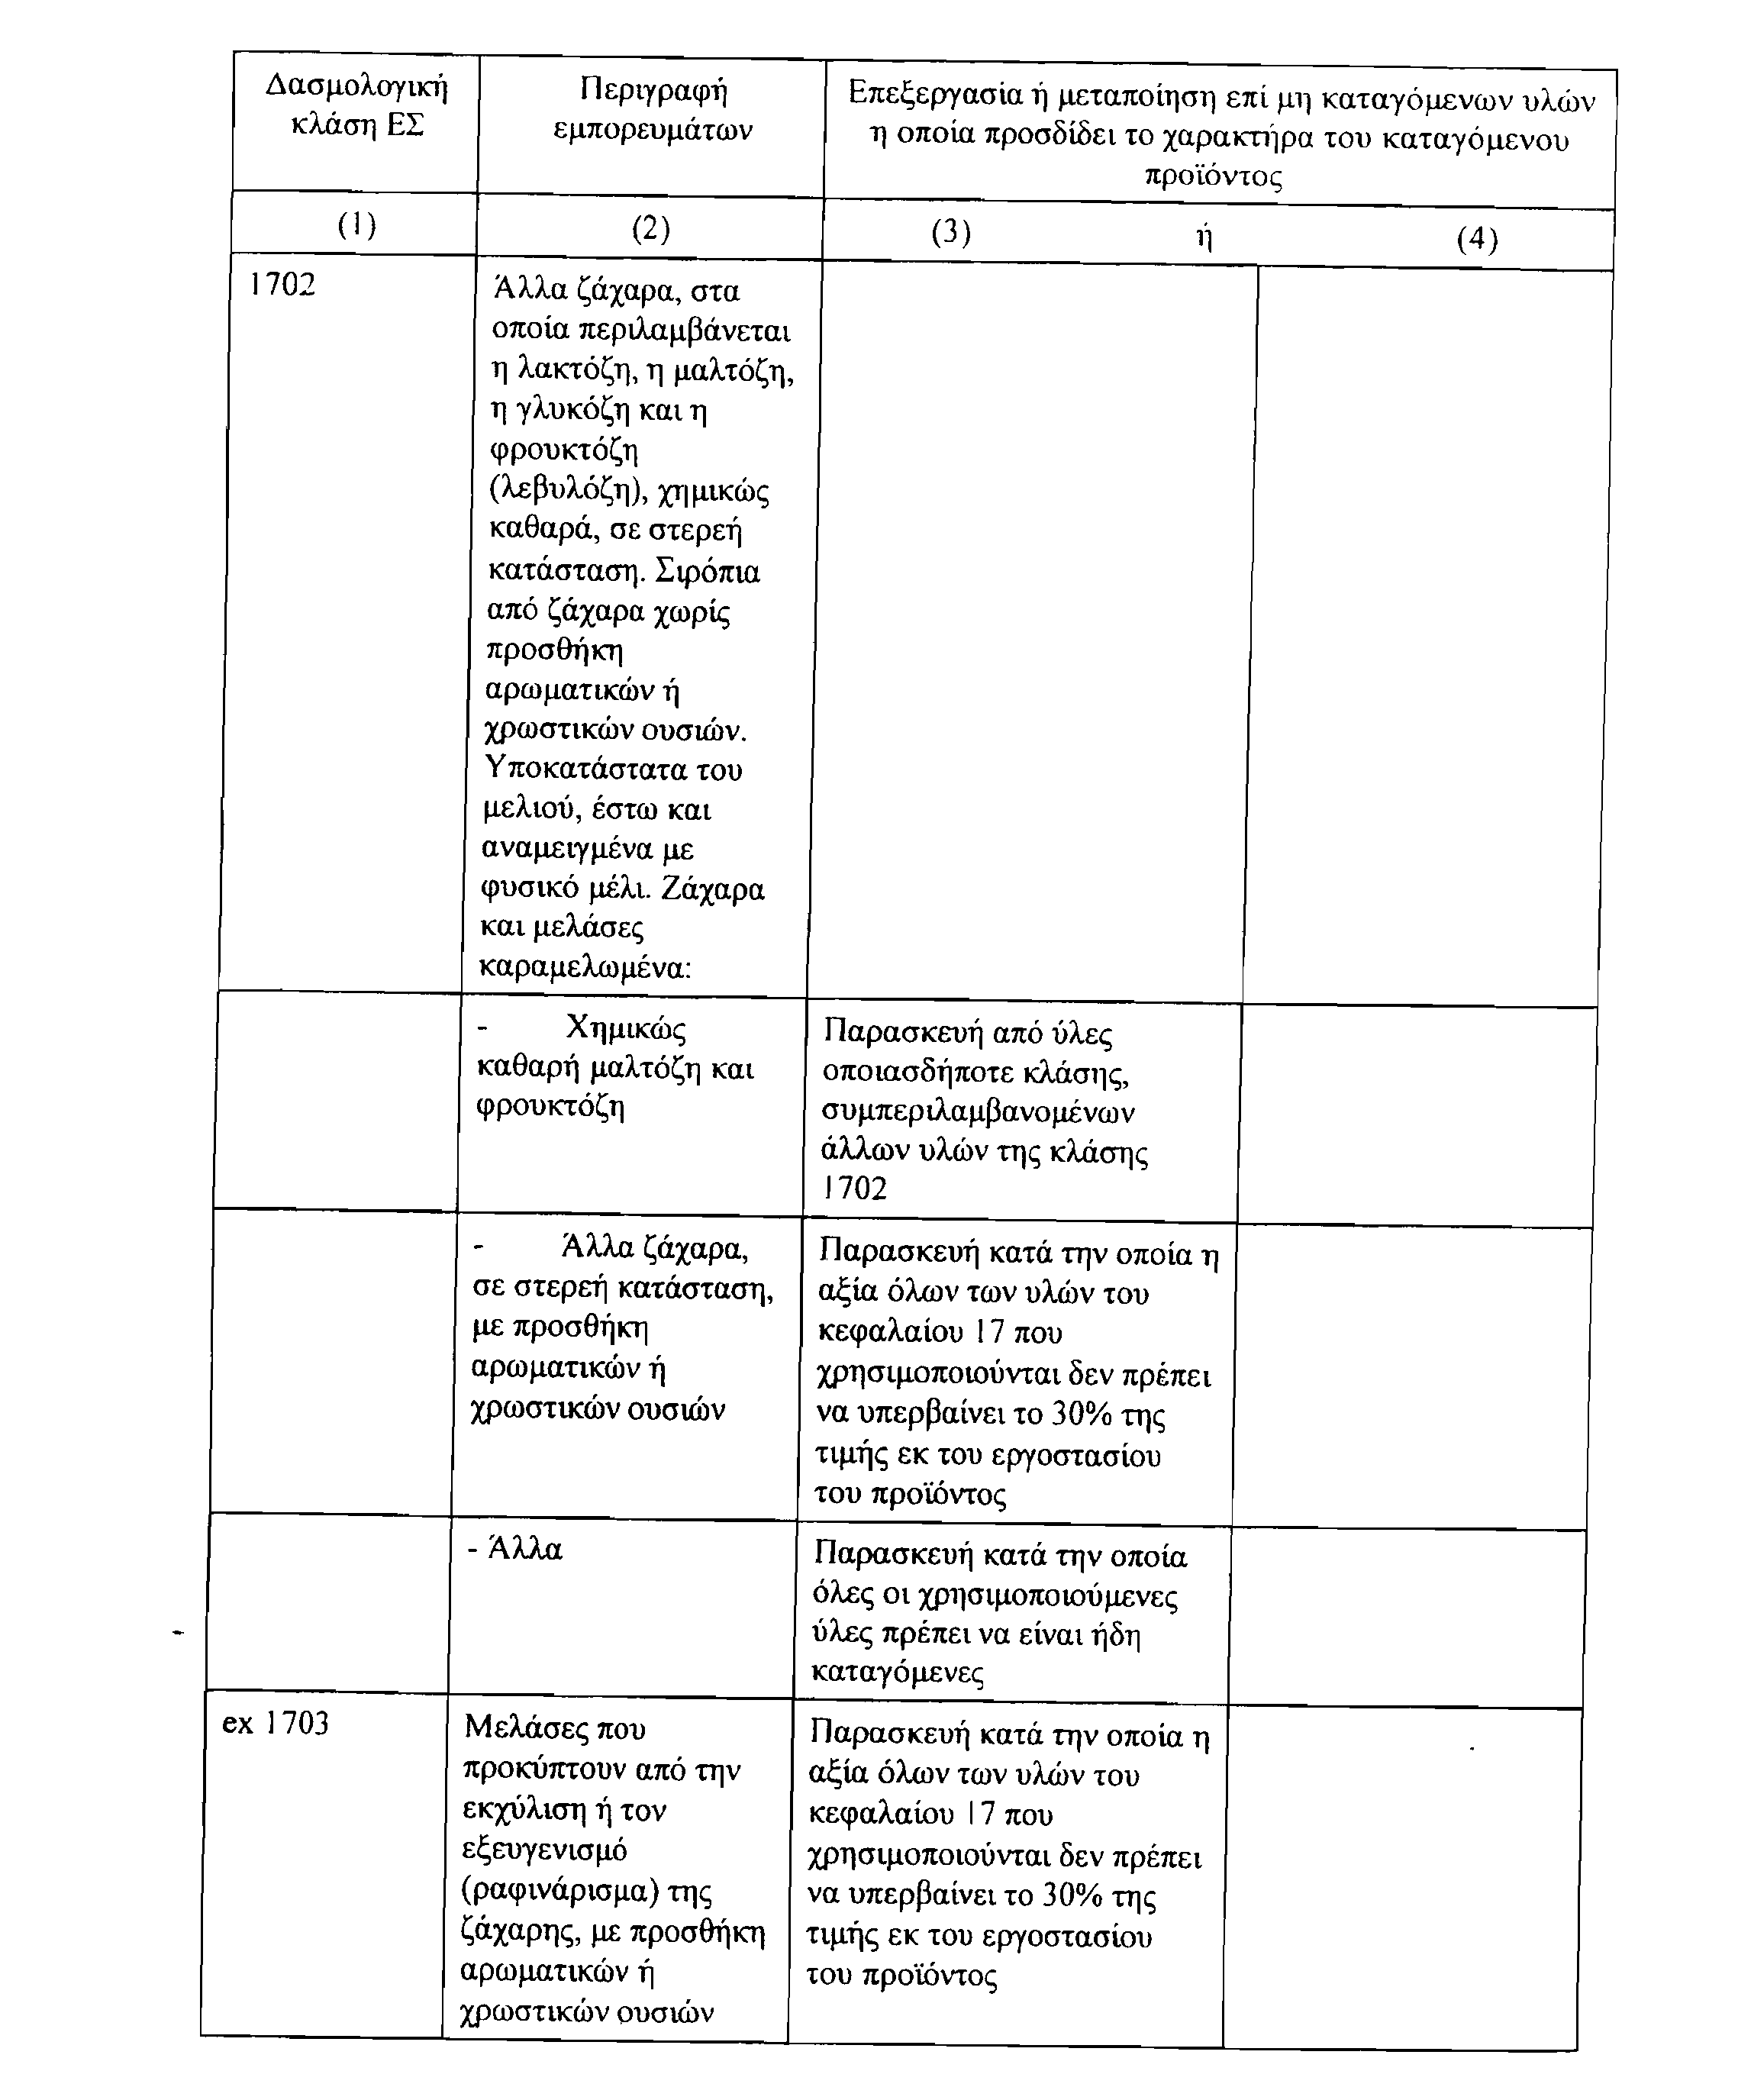 Δασμολογική
κλάση ΕΣ
Περιγραφή
εμπορευμάτων
Επεξεργασία ή μεταποίηση επί μη καταγόμενων υλών
η οποία προσδίδει το χαρακτήρα του καταγόμενου
προϊόντος
(1)
(2)
(3) ή (4)
1702
Άλλα ζάχαρα, στα
οποία περιλαμβάνεται
η λακτόζη, η μαλτόζη,
η γλυκόζη και η
φρουκτόζη
(λεβυλόζη), χημικώς
καθαρά, σε στερεή
κατάσταση. Σιρόπια
από ζάχαρα χωρίς
προσθήκη
αρωματικών ή
χρωστικών ουσιών.
Υποκατάστατα του
μελιού, έστω και
αναμειγμένα με
φυσικό μέλι. Ζάχαρα
και μελάσες
καραμελωμένα:
- Χημικώς
καθαρή μαλτόζη και
φρουκτόζη
Παρασκευή από ύλες
οποιασδήποτε κλάσης,
συμπεριλαμβανομένων
άλλων υλών της κλάσης
1702
- Άλλα ζάχαρα,
σε στερεή κατάσταση,
με προσθήκη
αρωματικών ή
χρωστικών ουσιών
Παρασκευή κατά την οποία η
αξία όλων των υλών του
κεφαλαίου 17 που
χρησιμοποιούνται δεν πρέπει
να υπερβαίνει το 30% της
τιμής εκ του εργοστασίου
του προϊόντος
- Άλλα
Παρασκευή κατά την οποία
όλες οι χρησιμοποιούμενες
ύλες πρέπει να είναι ήδη
καταγόμενες
ex 1703
Μελάσες που
προκύπτουν από την
εκχύλιση ή τον
εξευγενισμό
(ραφινάρισμα) της
ζάχαρης, με προσθήκη
αρωματικών ή
χρωστικών ουσιών
Παρασκευή κατά την οποία η
αξία όλων των υλών του
κεφαλαίου 17 που
χρησιμοποιούνται δεν πρέπει
να υπερβαίνει το 30% της
τιμής εκ του εργοστασίου
του προϊόντος